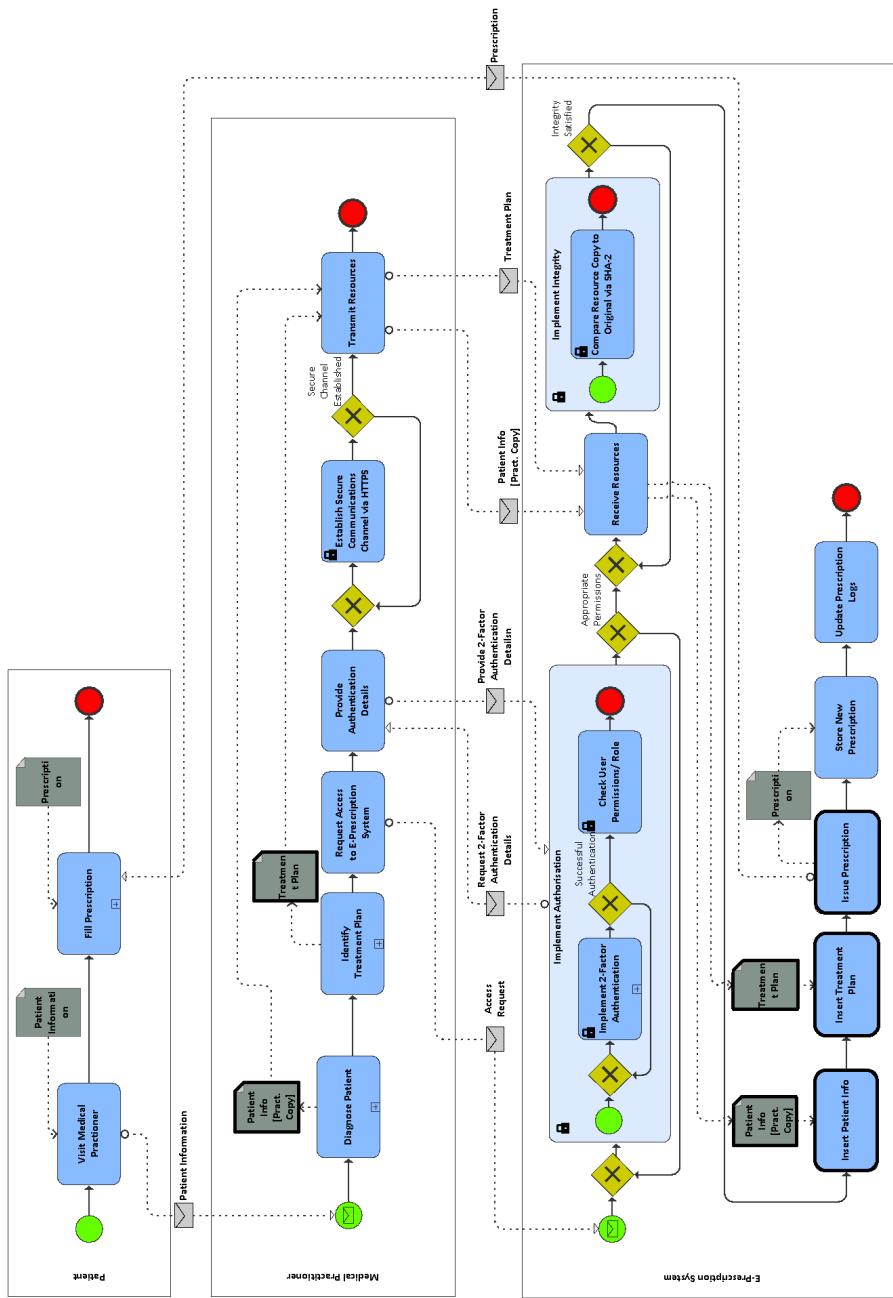 Patient
Visit Medical
Practioner
Patient
Informati
on
Fill Prescription
Prescripti
on
Patient Information
Prescription
Medical Practitioner
Diagnose Patient
Patient
Info
[Pract.
Copy]
Identify
Treatment Plan
Treatmen
t Plan
Request Access
to E-Prescription
System
Provide
Authentication
Details
Establish Secure
Communications
Channel via HTTPS
Secure
Channel
Established
Transmit Resources
Access
Request
Request 2-Factor
Authentication
Details
Provide 2-Factor
Authentication
Detailsn
Patient Info
[Pract. Copy]
Treatment Plan
E-Prescription System
Implement Authorisation
Implement 2-Factor
Authentication
Successful
Authentication
Check User
Permissions/ Role
Appropriate
Permissions
Receive Resources
Implement Integrity
Compare Resource Copy to
Original via SHA-2
Integrity
Satisfied
Insert Patient Info
Patient
Info
[Pract.
Copy]
Insert Treatment
Plan
Treatmen
t Plan
Issue Prescription
Prescripti
on
Store New
Prescription
Update Prescription
Logs